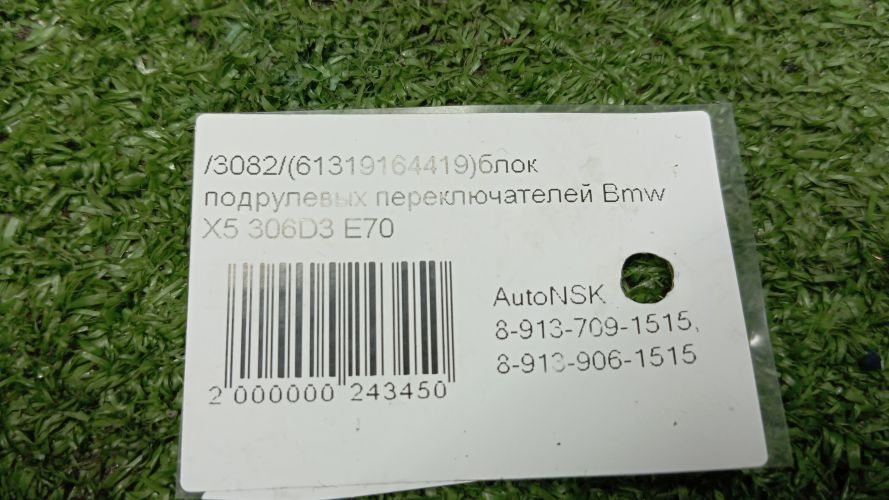 /3082/(61319164419)блок
подрулевых переключателей Bmw
X5 306D3 E70
AutoNSK
8-913-709-1515,
8-913-906-1515
2 000000 243450